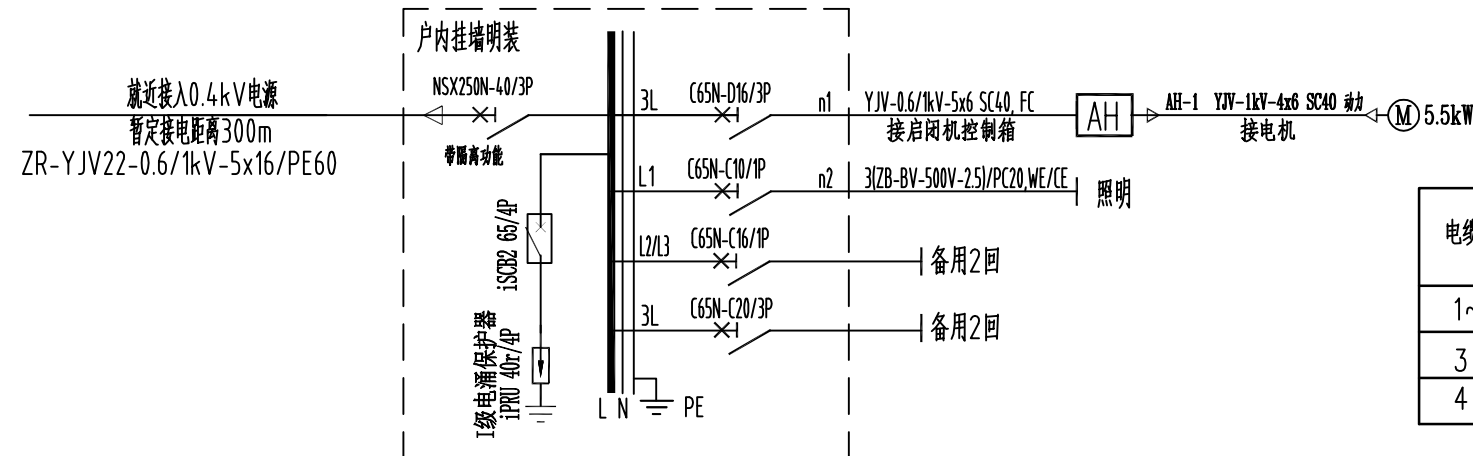 户内挂墙明装
就近接入0.4kV电源
暂定接电距离300m
ZR-YJV22-0.6/1kV-5x16/PE60
NSX250N-40/3P
带隔离功能
iSCB2 65/4P
I级电涌保护器
iPRU 40r/4P
3L
C65N-D16/3P
n1
YJV-0.6/1kV-5x6 SC40, FC
接启闭机控制箱
AH
AH-1 YJV-1kV-4x6 SC40 动力
接电机
M
5.5kW
L1
C65N-C10/1P
n2
3(ZB-BV-500V-2.5)/PC20,WE/CE
照明
L2/L3
C65N-C16/1P
备用2回
3L
C65N-C20/3P
备用2回
L N
PE
电缆
1~
3
4